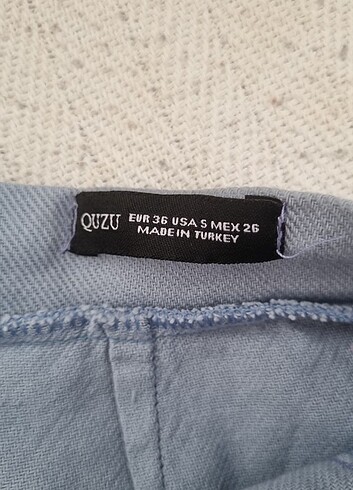 QUZU EUR 36 USA S MEX 26
MADE IN TURKEY